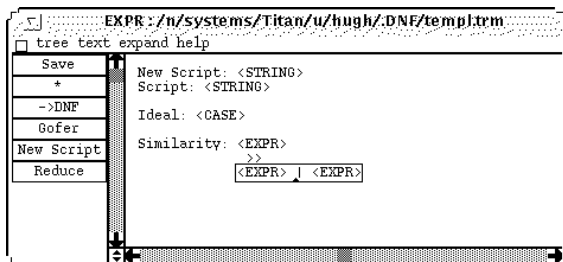 EXPR : /n/systems/Titan/u/hugh/.DNF/templ.trm
tree text expand help
Save
*
->DNF
Gofer
New Script
Reduce
New Script: <STRING>
Script: <STRING>
Ideal: <CASE>
Similarity: <EXPR>
>>
<EXPR> | <EXPR>